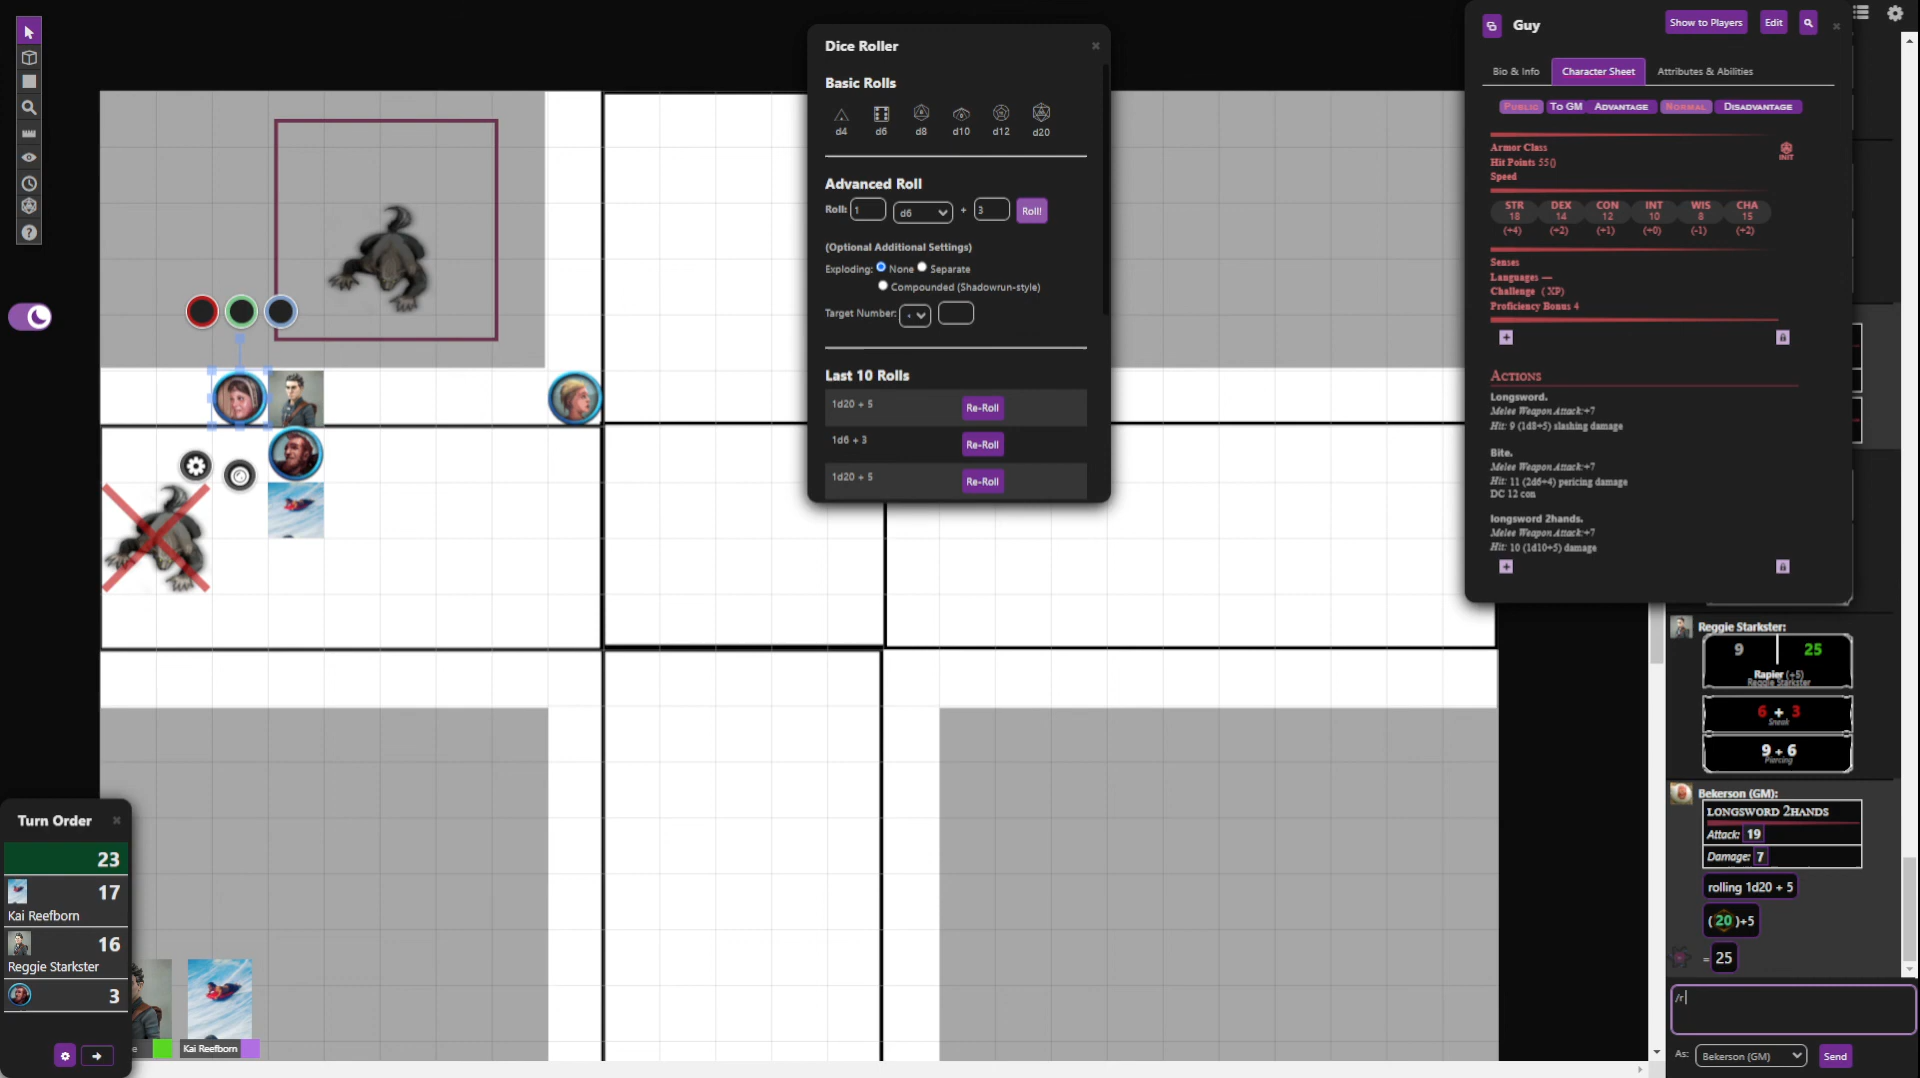 Dice Roller
Basic Rolls
d4
d6
d8
d10
d12
d20
Advanced Roll
Roll: 1 d6 + 3 Roll!
(Optional Additional Settings)
Exploding: None Separate
Compounded (Shadowrun-style)
Target Number:
Last 10 Rolls
1d20 + 5 Re-Roll
1d6 + 3 Re-Roll
1d20 + 5 Re-Roll
Guy
Show to Players
Edit
Bio & Info
Character Sheet
Attributes & Abilities
PUBLIC To GM ADVANTAGE NORMAL DISADVANTAGE
Armor Class
Hit Points 55()
Speed
INIT
STR DEX CON INT WIS CHA
18 14 12 10 8 15
(+4) (+2) (+1) (+0) (-1) (+2)
Senses
Languages —
Challenge ( XP)
Proficiency Bonus 4
ACTIONS
Longsword.
Melee Weapon Attack:+7
Hit: 9 (1d8+5) slashing damage
Bite.
Melee Weapon Attack:+7
Hit: 11 (2d6+4) pericing damage
DC 12 con
longsword 2hands.
Melee Weapon Attack:+7
Hit: 10 (1d10+5) damage
Reggie Starkster:
9 25
Rapier (+5)
Reggie Starkster
6 + 3
Sneak
9 + 6
Piercing
Bekerson (GM):
LONGSWORD 2HANDS
Attack: 19
Damage: 7
rolling 1d20 + 5
(20)+5
= 25
/r
As: Bekerson (GM) Send
Turn Order
23
17
Kai Reefborn
16
Reggie Starkster
3
e
Kai Reefborn